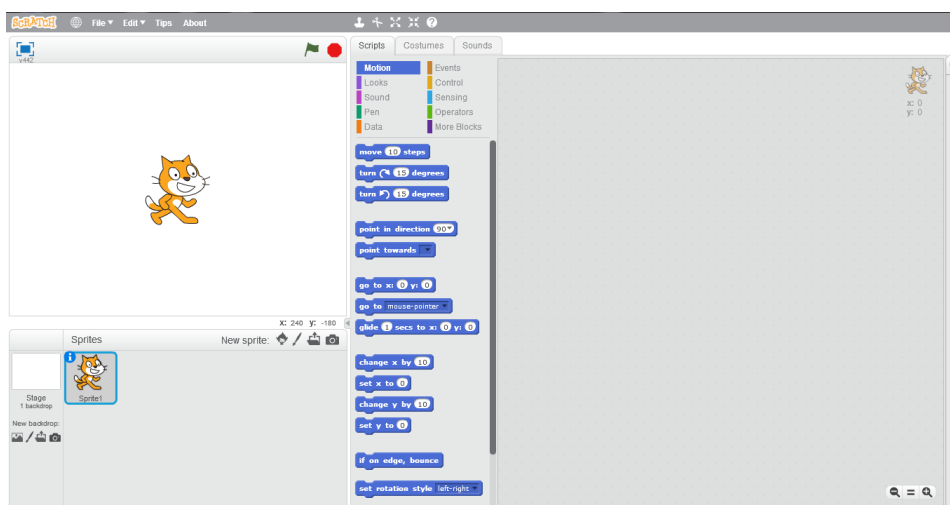 SCRATCH File Edit Tips About
v442
X: 240 Y: -180
Sprites New sprite:
Stage
1 backdrop
Sprite1
New backdrop:
Scripts Costumes Sounds
Motion Events
Looks Control
Sound Sensing
Pen Operators
Data More Blocks
move 10 steps
turn 15 degrees
turn 15 degrees
point in direction 90
point towards
go to x: 0 y: 0
go to mouse-pointer
glide 1 secs to x: 0 y: 0
change x by 10
set x to 0
change y by 10
set y to 0
if on edge, bounce
set rotation style left-right
x: 0
y: 0